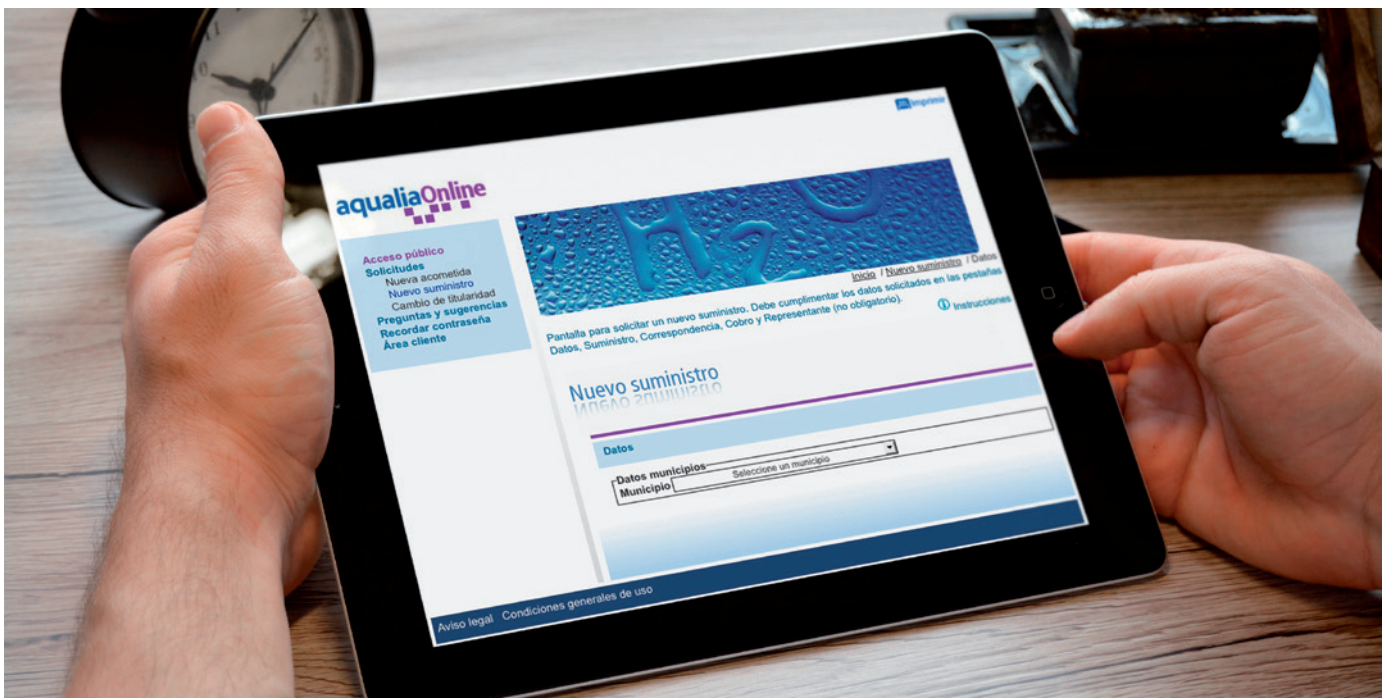 imprimir
aqualiaOnline
Acceso público
Solicitudes
Nueva acometida
Nuevo suministro
Cambio de titularidad
Preguntas y sugerencias
Recordar contraseña
Área cliente
H2O
Inicio / Nuevo suministro / Datos
Pantalla para solicitar un nuevo suministro. Debe cumplimentar los datos solicitados en las pestañas
Datos, Suministro, Correspondencia, Cobro y Representante (no obligatorio).
Instrucciones
Nuevo suministro
Datos
Datos municipios
Municipio Seleccione un municipio
Aviso legal Condiciones generales de uso